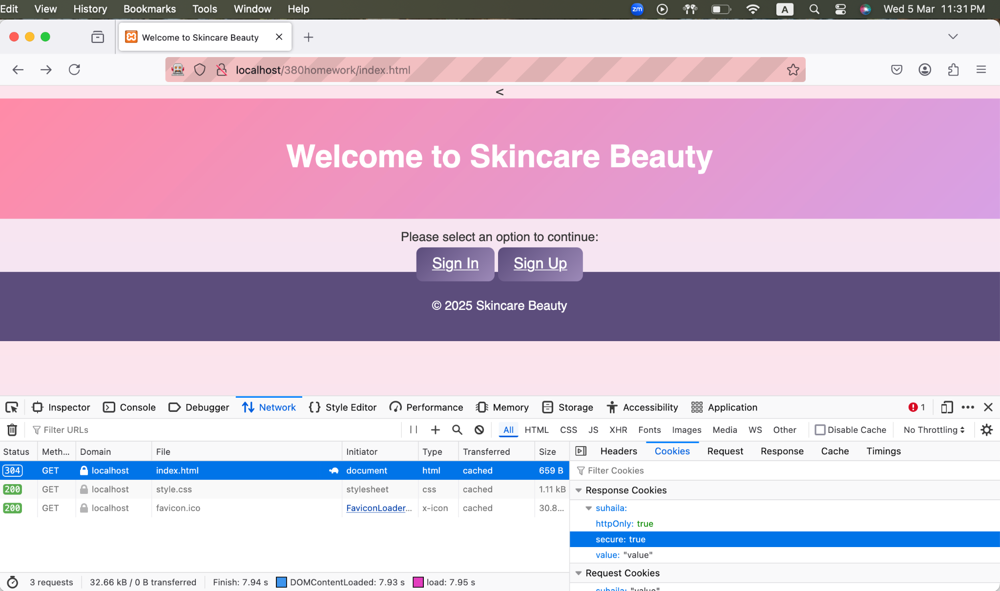 Edit View History Bookmarks Tools Window Help zm A Wed 5 Mar 11:31 PM
Welcome to Skincare Beauty
localhost/380homework/index.html
<
Welcome to Skincare Beauty
Please select an option to continue:
Sign In Sign Up
© 2025 Skincare Beauty
Inspector Console Debugger Network Style Editor Performance Memory Storage Accessibility Application 1
Filter URLs All HTML CSS JS XHR Fonts Images Media WS Other Disable Cache No Throttling
Status Meth... Domain File Initiator Type Transferred Size Headers Cookies Request Response Cache Timings
304 GET localhost index.html document html cached 659 B Filter Cookies
200 GET localhost style.css stylesheet css cached 1.11 kB Response Cookies
200 GET localhost favicon.ico FaviconLoader... x-icon cached 30.8... suhaila:
httpOnly: true
secure: true
value: "value"
Request Cookies
3 requests 32.66 kB / 0 B transferred Finish: 7.94 s DOMContentLoaded: 7.93 s load: 7.95 s
suhaila: "value"